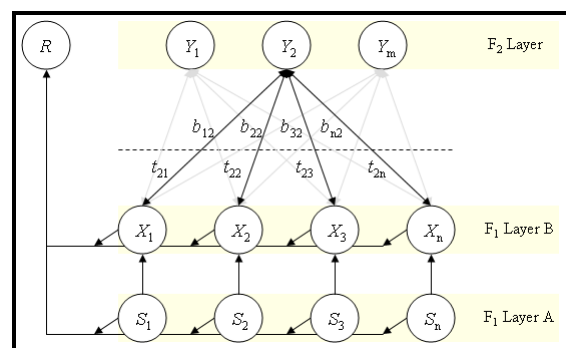 R Y1 Y2 Ym F2 Layer
b12 b22 b32 bn2
t21 t22 t23 t2n
X1 X2 X3 Xn F1 Layer B
S1 S2 S3 Sn F1 Layer A